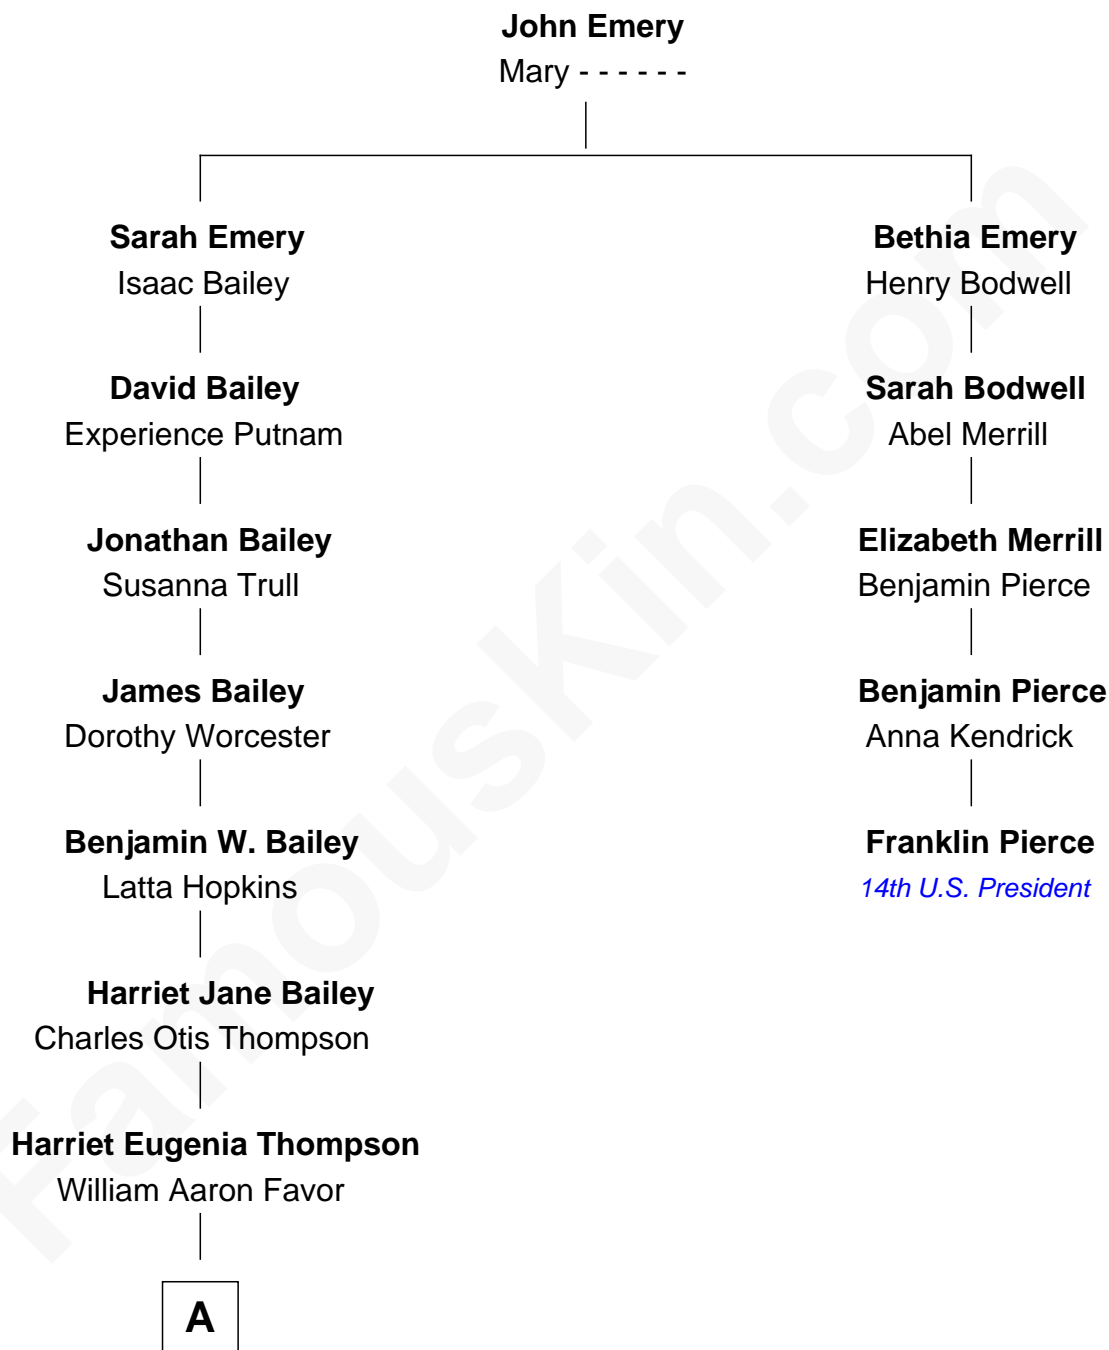 John Emery
Mary - - - - - -
Sarah Emery
Isaac Bailey
Bethia Emery
Henry Bodwell
David Bailey
Experience Putnam
Sarah Bodwell
Abel Merrill
Jonathan Bailey
Susanna Trull
Elizabeth Merrill
Benjamin Pierce
James Bailey
Dorothy Worcester
Benjamin Pierce
Anna Kendrick
Benjamin W. Bailey
Latta Hopkins
Franklin Pierce
14th U.S. President
Harriet Jane Bailey
Charles Otis Thompson
Harriet Eugenia Thompson
William Aaron Favor
A
FamousKin.com